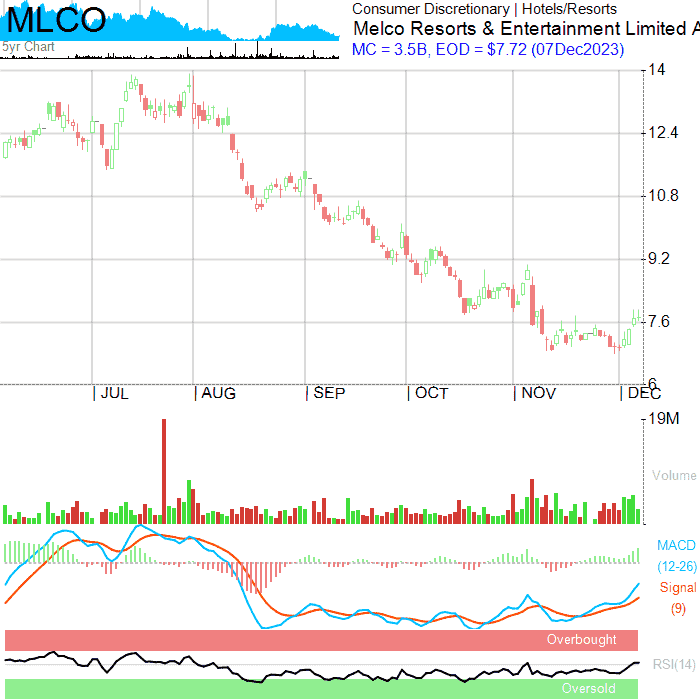 MLCO
5yr Chart
Consumer Discretionary | Hotels/Resorts
Melco Resorts & Entertainment Limited A
MC = 3.5B, EOD = $7.72 (07Dec2023)
14
12.4
10.8
9.2
7.6
6
JUL AUG SEP OCT NOV DEC
19M
Volume
MACD
(12-26)
Signal
(9)
Overbought
RSI(14)
Oversold